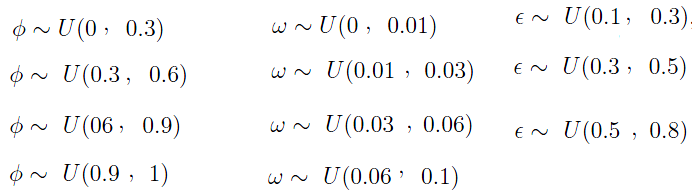 ϕ ∼ U(0 , 0.3) ω ∼ U(0 , 0.01) ϵ ∼ U(0.1 , 0.3),
ϕ ∼ U(0.3 , 0.6) ω ∼ U(0.01 , 0.03) ϵ ∼ U(0.3 , 0.5)
ϕ ∼ U(06 , 0.9) ω ∼ U(0.03 , 0.06) ϵ ∼ U(0.5 , 0.8)
ϕ ∼ U(0.9 , 1) ω ∼ U(0.06 , 0.1)